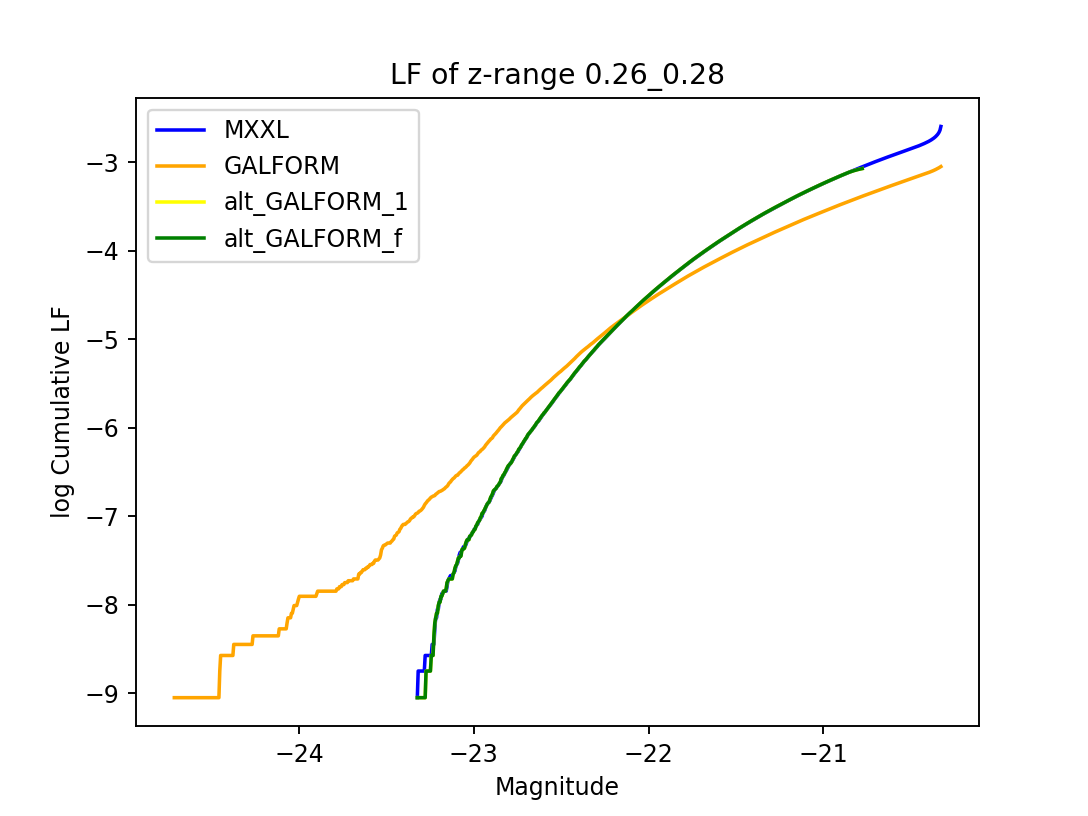 LF of z-range 0.26_0.28
MXXL
GALFORM
alt_GALFORM_1
alt_GALFORM_f
log Cumulative LF
−3
−4
−5
−6
−7
−8
−9
−24
−23
−22
−21
Magnitude